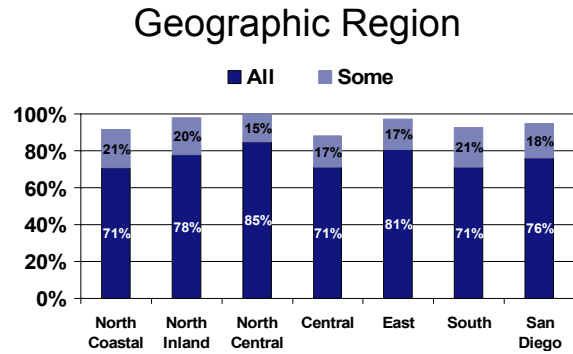 Geographic Region
All Some
100%
80%
60%
40%
20%
0%
21% 20% 15% 17% 17% 21% 18%
71% 78% 85% 71% 81% 71% 76%
North Coastal
North Inland
North Central
Central
East
South
San Diego